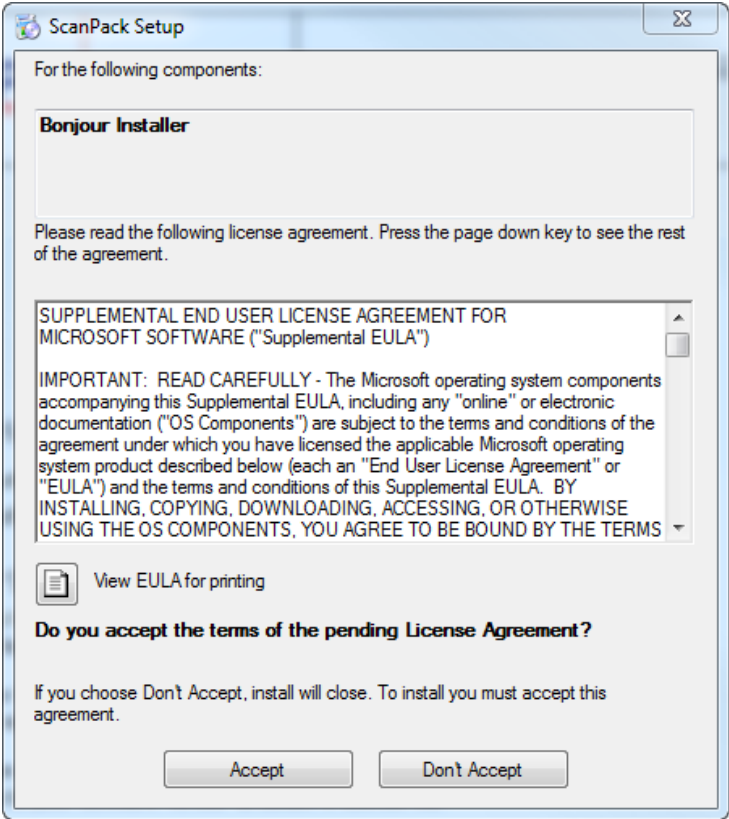 ScanPack Setup
For the following components:
Bonjour Installer
Please read the following license agreement. Press the page down key to see the rest
of the agreement.
SUPPLEMENTAL END USER LICENSE AGREEMENT FOR
MICROSOFT SOFTWARE ("Supplemental EULA")
IMPORTANT:  READ CAREFULLY - The Microsoft operating system components
accompanying this Supplemental EULA, including any "online" or electronic
documentation ("OS Components") are subject to the terms and conditions of the
agreement under which you have licensed the applicable Microsoft operating
system product described below (each an "End User License Agreement" or
"EULA") and the terms and conditions of this Supplemental EULA.  BY
INSTALLING, COPYING, DOWNLOADING, ACCESSING, OR OTHERWISE
USING THE OS COMPONENTS, YOU AGREE TO BE BOUND BY THE TERMS
View EULA for printing
Do you accept the terms of the pending License Agreement?
If you choose Don't Accept, install will close. To install you must accept this
agreement.
Accept
Don't Accept